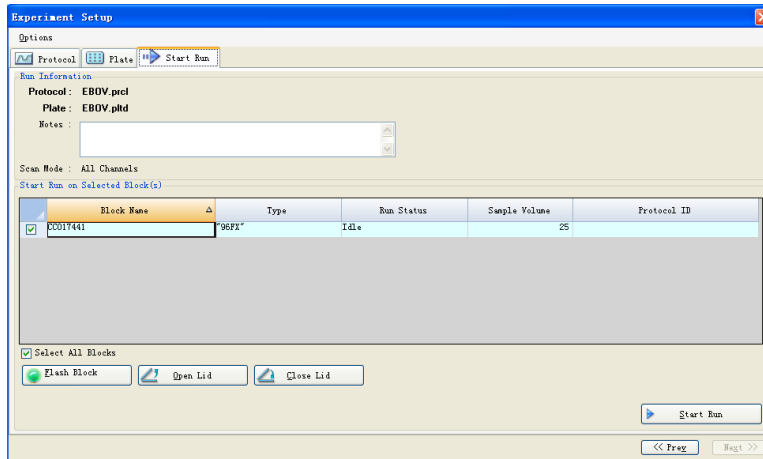 Experiment Setup
Options
Protocol Plate Start Run
Run Information
Protocol : EBOV.prcl
Plate : EBOV.pltd
Notes :
Scan Mode : All Channels
Start Run on Selected Block(s)
Block Name Type Run Status Sample Volume Protocol ID
CC017441 "96FX" Idle 25
Select All Blocks
Flash Block Open Lid Close Lid
Start Run
<< Prev Next >>